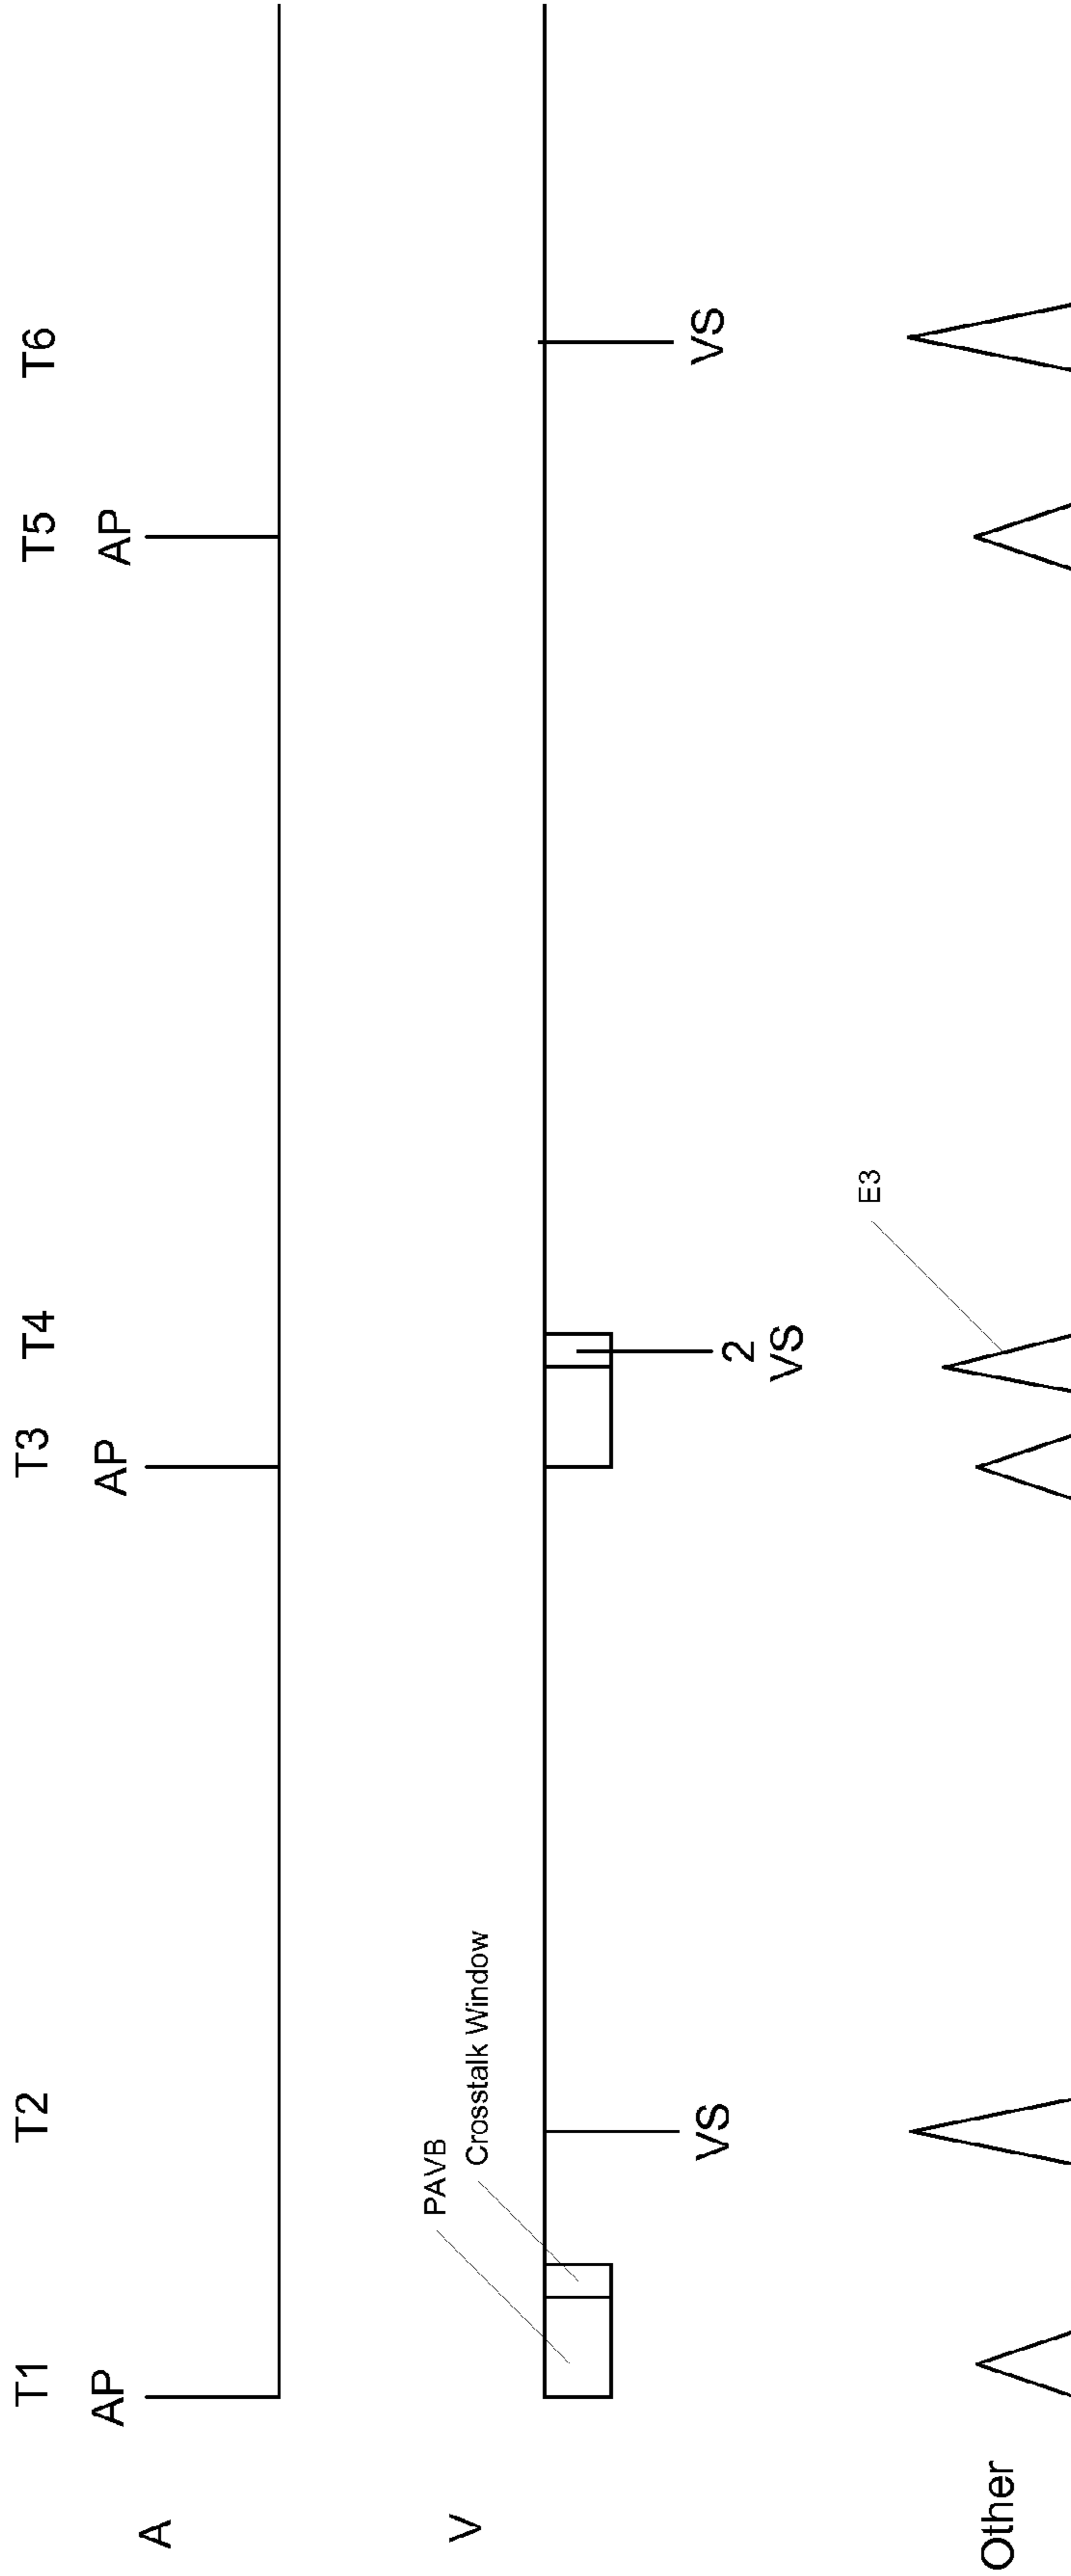 T1 T2 T3 T4 T5 T6
A AP AP AP
PAVB
Crosstalk Window
V
VS 2 VS
VS
E3
Other